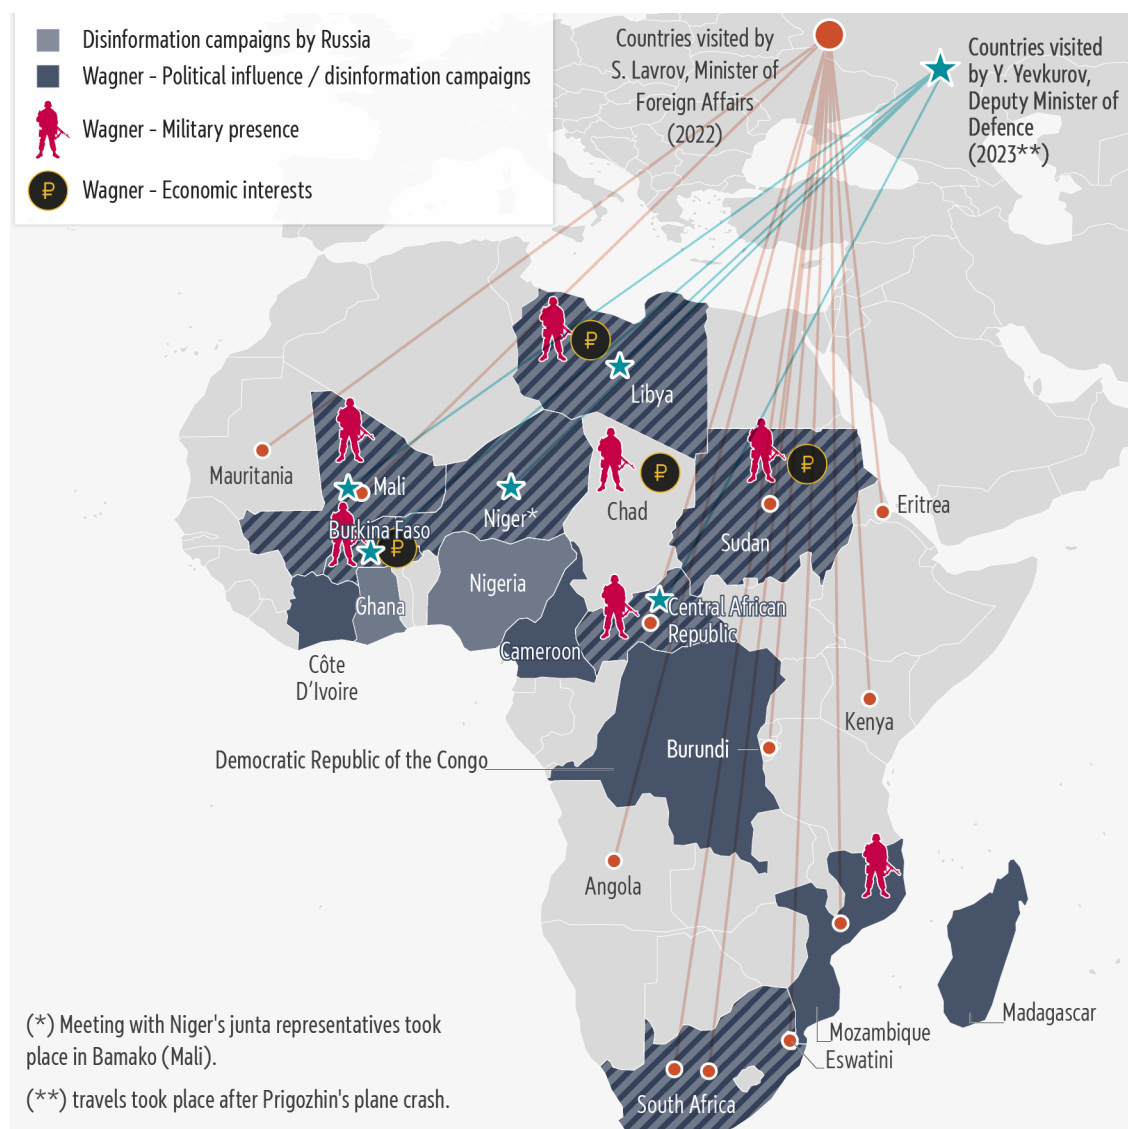 Disinformation campaigns by Russia
Wagner - Political influence / disinformation campaigns
Wagner - Military presence
₽
Wagner - Economic interests
Countries visited by
S. Lavrov, Minister of
Foreign Affairs
(2022)
Countries visited
by Y. Yevkurov,
Deputy Minister of
Defence
(2023**)
₽
Libya
Mauritania
Mali
Niger*
₽
Chad
₽
Sudan
Eritrea
Burkina Faso
₽
Ghana
Nigeria
Central African
Republic
Cameroon
Côte
D'Ivoire
Kenya
Democratic Republic of the Congo
Burundi
Angola
Madagascar
Mozambique
Eswatini
South Africa
(*) Meeting with Niger's junta representatives took
place in Bamako (Mali).
(**) travels took place after Prigozhin's plane crash.